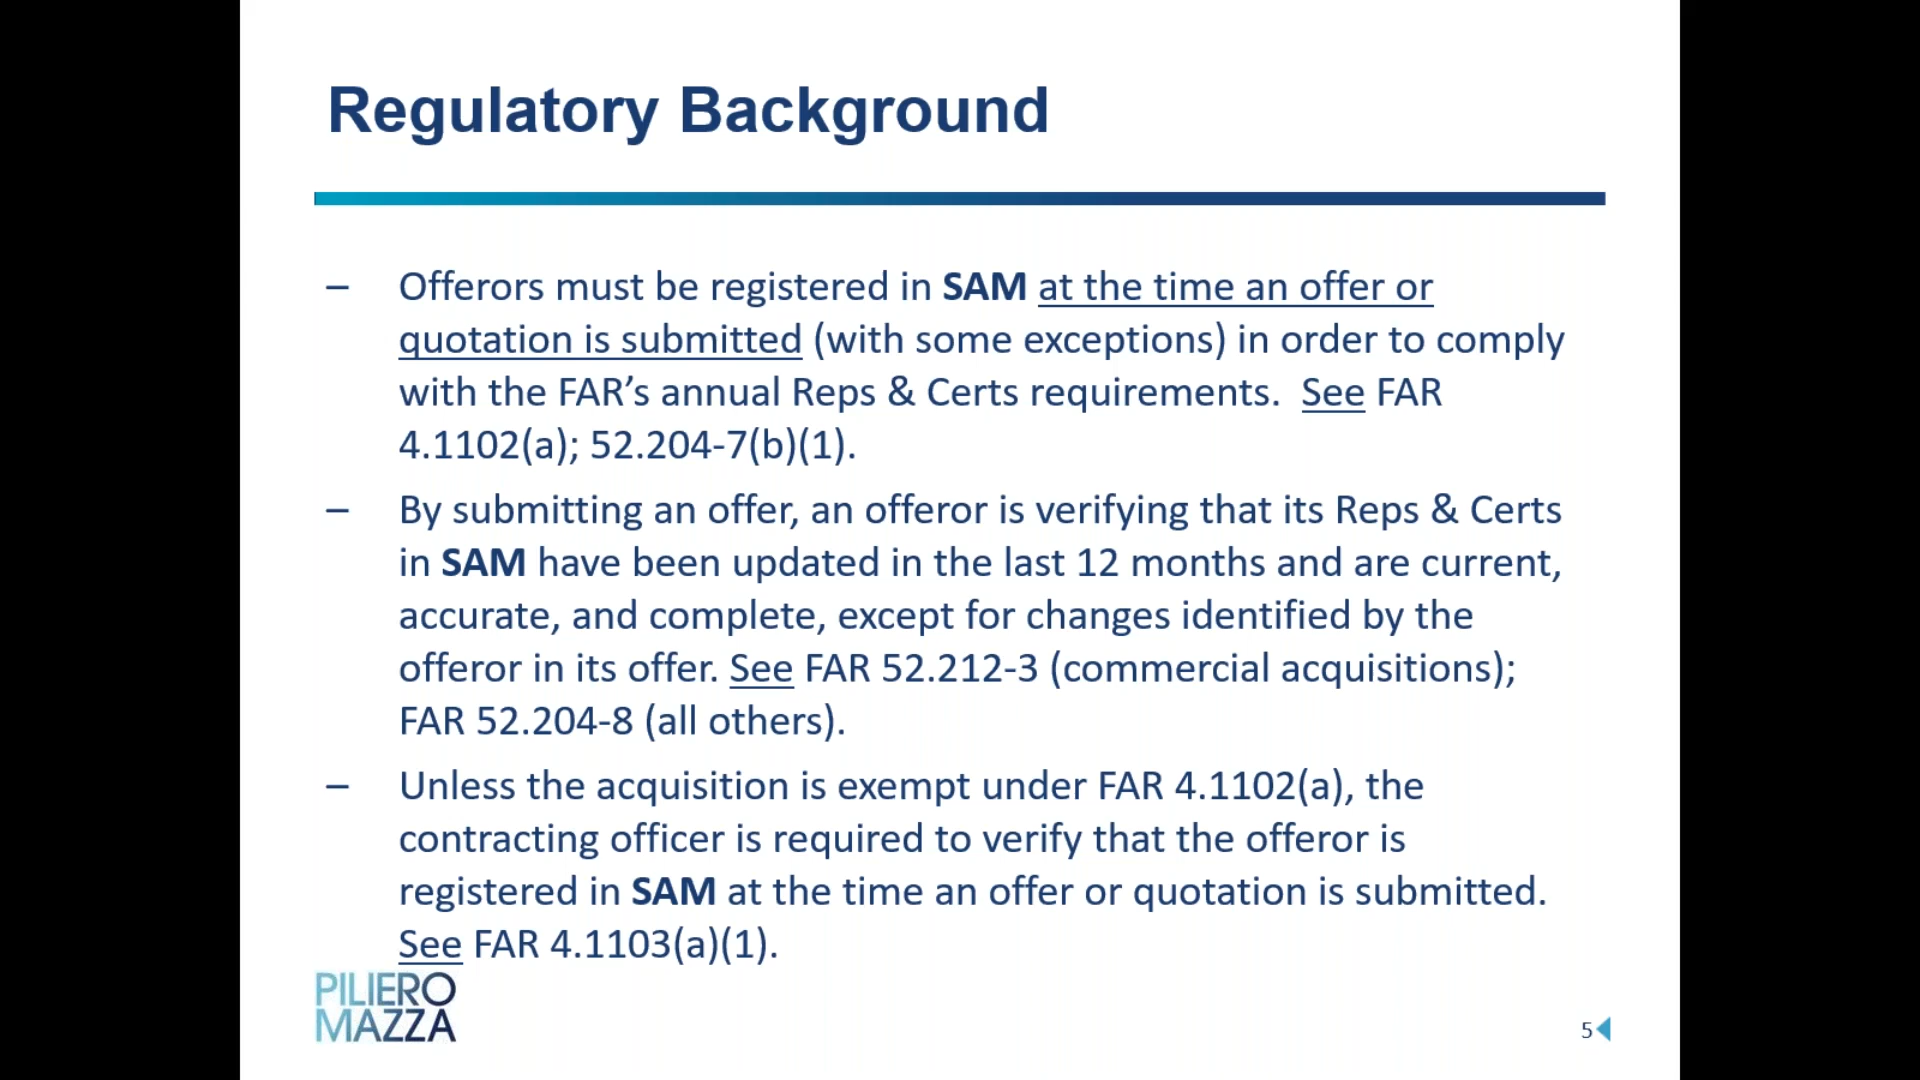 Regulatory Background
– Offerors must be registered in SAM at the time an offer or
quotation is submitted (with some exceptions) in order to comply
with the FAR’s annual Reps & Certs requirements.  See FAR
4.1102(a); 52.204-7(b)(1).
– By submitting an offer, an offeror is verifying that its Reps & Certs
in SAM have been updated in the last 12 months and are current,
accurate, and complete, except for changes identified by the
offeror in its offer. See FAR 52.212-3 (commercial acquisitions);
FAR 52.204-8 (all others).
– Unless the acquisition is exempt under FAR 4.1102(a), the
contracting officer is required to verify that the offeror is
registered in SAM at the time an offer or quotation is submitted.
See FAR 4.1103(a)(1).
PILIERO
MAZZA
5